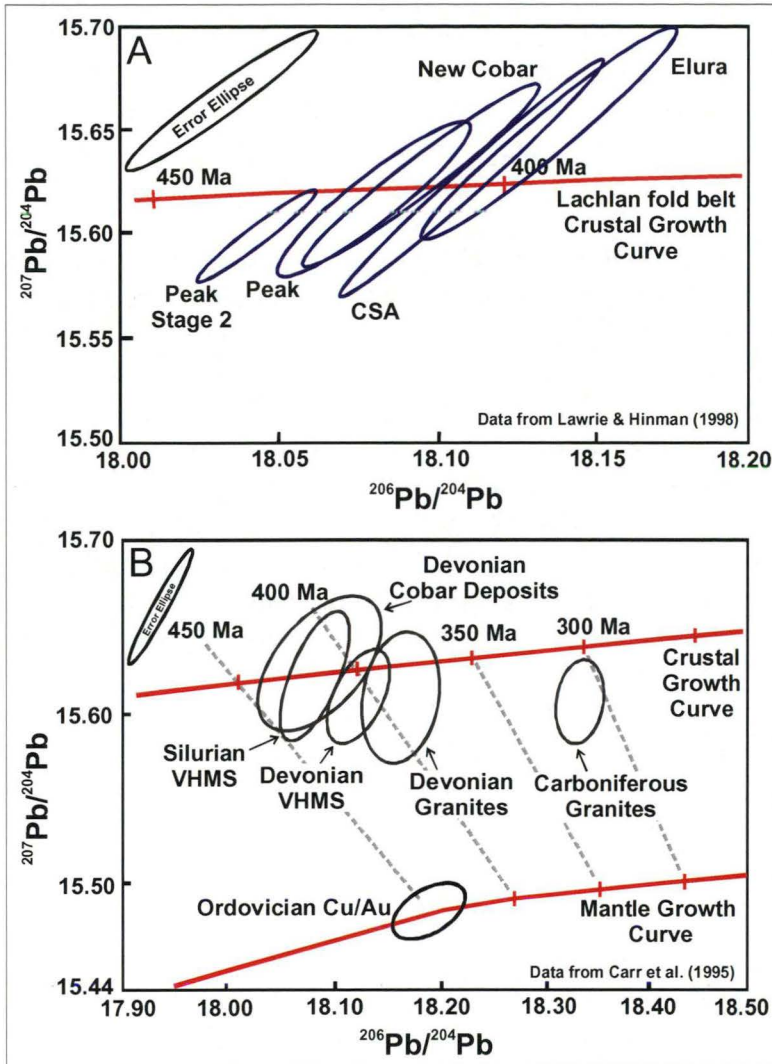 A
15.70
15.65
15.60
15.55
15.50
²⁰⁷Pb/²⁰⁴Pb
Error Ellipse
New Cobar
Elura
450 Ma
400 Ma
Lachlan fold belt
Crustal Growth
Curve
Peak
Stage 2
Peak
CSA
Data from Lawrie & Hinman (1998)
18.00
18.05
18.10
18.15
18.20
²⁰⁶Pb/²⁰⁴Pb
B
15.70
15.60
15.50
15.44
²⁰⁷Pb/²⁰⁴Pb
Error Ellipse
Devonian
Cobar Deposits
400 Ma
450 Ma
350 Ma
300 Ma
Crustal
Growth
Curve
Silurian
VHMS
Devonian
VHMS
Devonian
Granites
Carboniferous
Granites
Ordovician Cu/Au
Mantle Growth
Curve
Data from Carr et al. (1995)
17.90
18.00
18.10
18.20
18.30
18.40
18.50
²⁰⁶Pb/²⁰⁴Pb